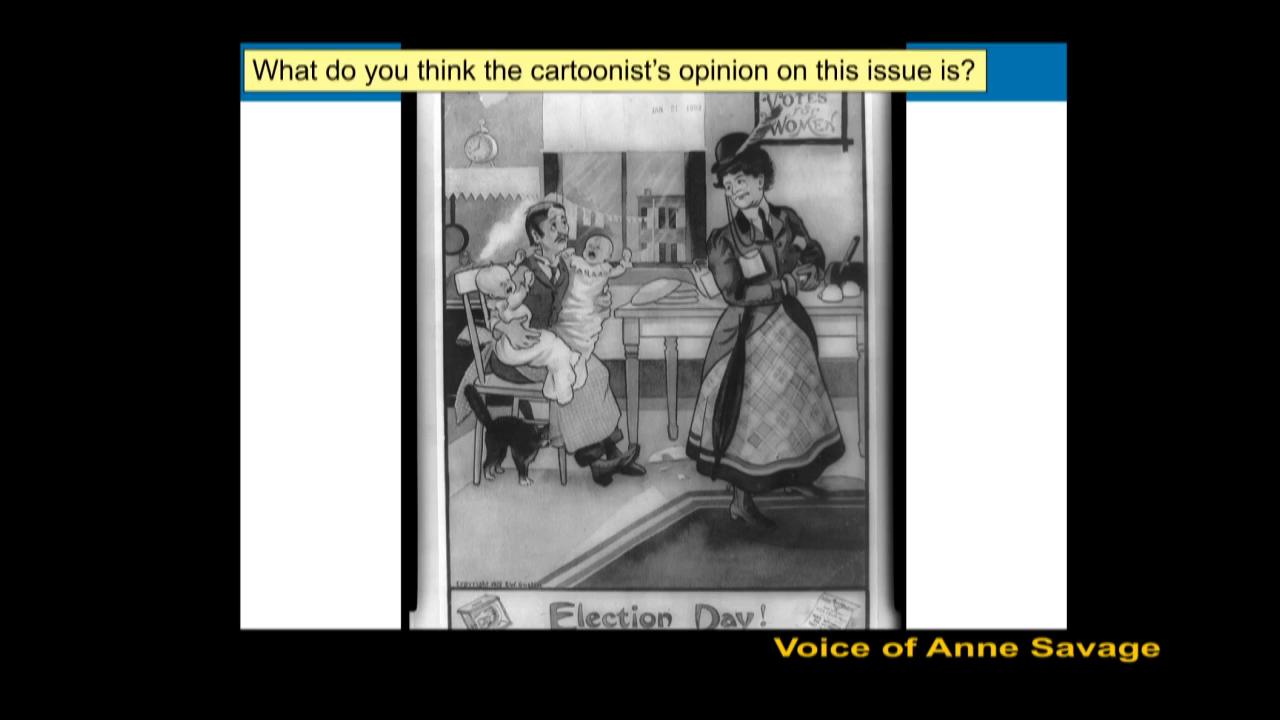 What do you think the cartoonist's opinion on this issue is?
VOTES
FOR
WOMEN
Election Day!
Voice of Anne Savage